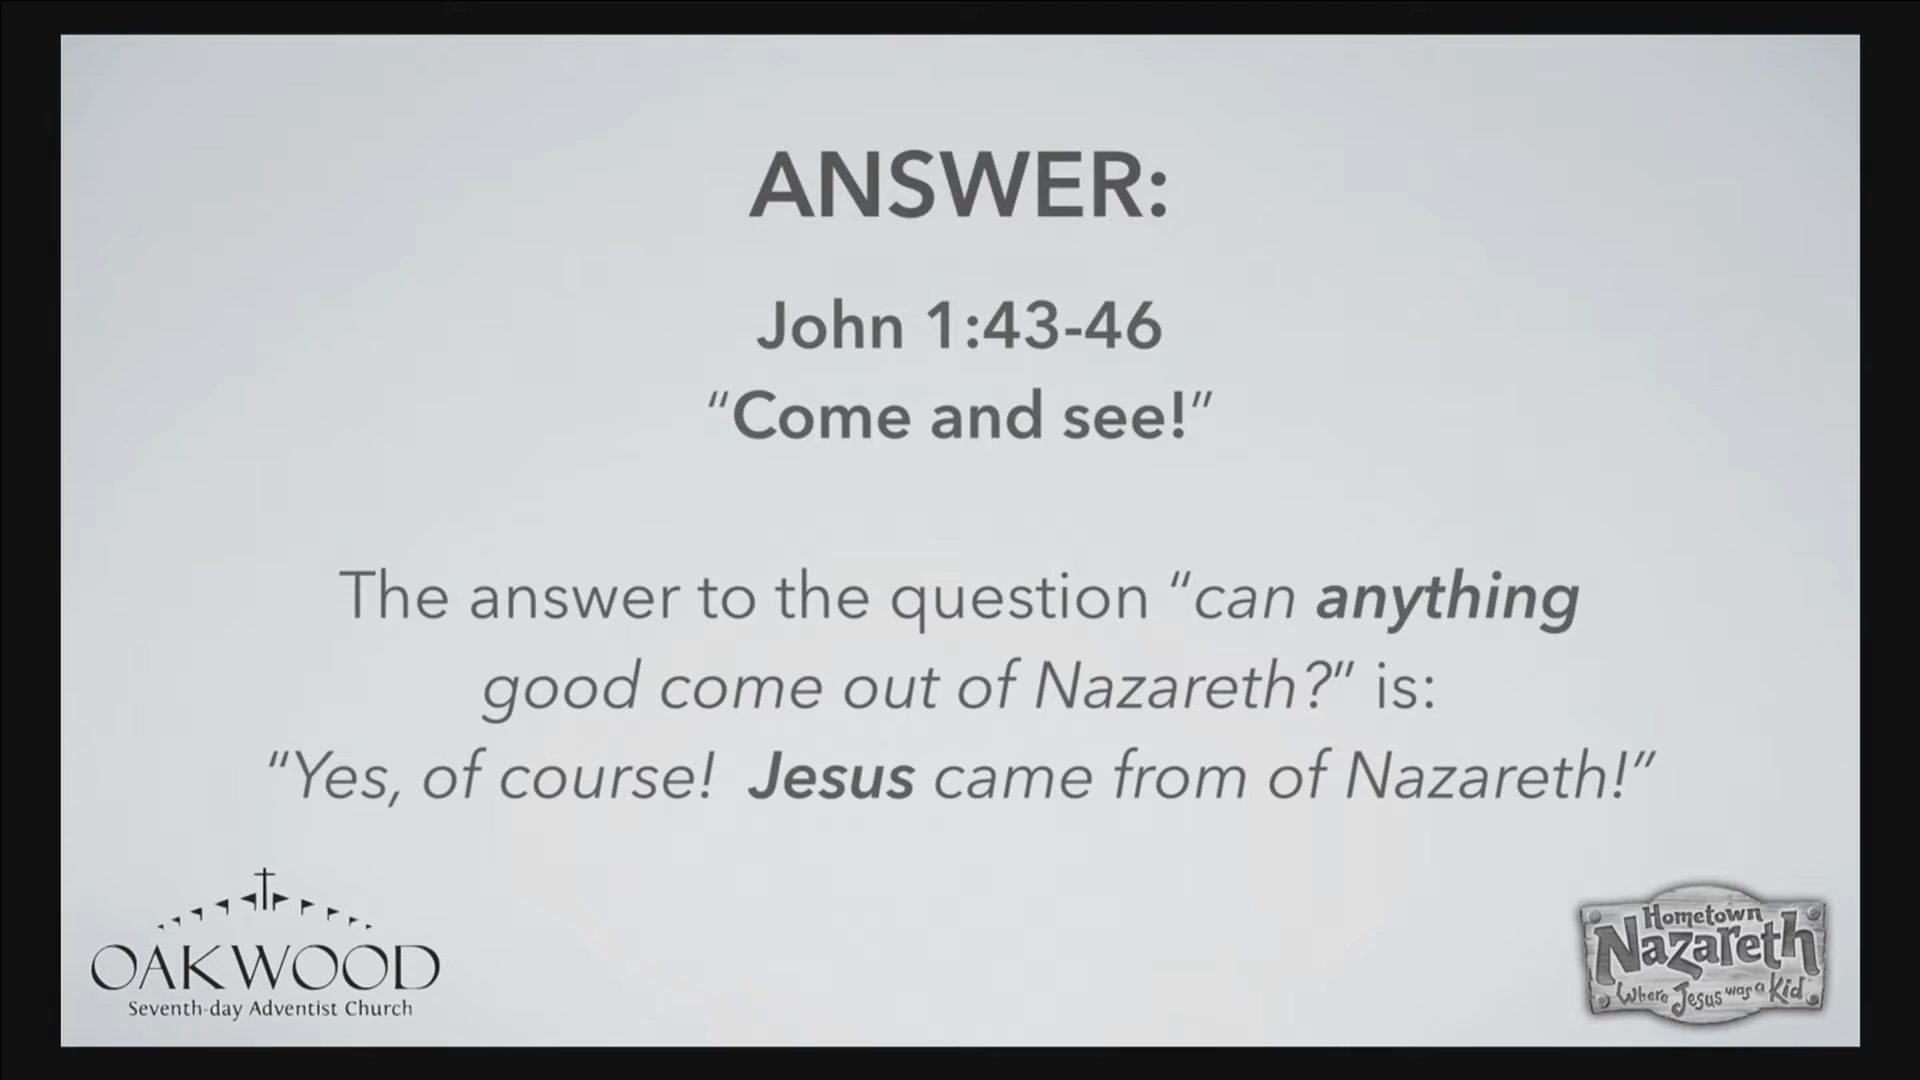 ANSWER:
John 1:43-46
“Come and see!”
The answer to the question “can anything
good come out of Nazareth?” is:
“Yes, of course!  Jesus came from of Nazareth!”
OAKWOOD
Seventh-day Adventist Church
Hometown
Nazareth
Where Jesus was a Kid